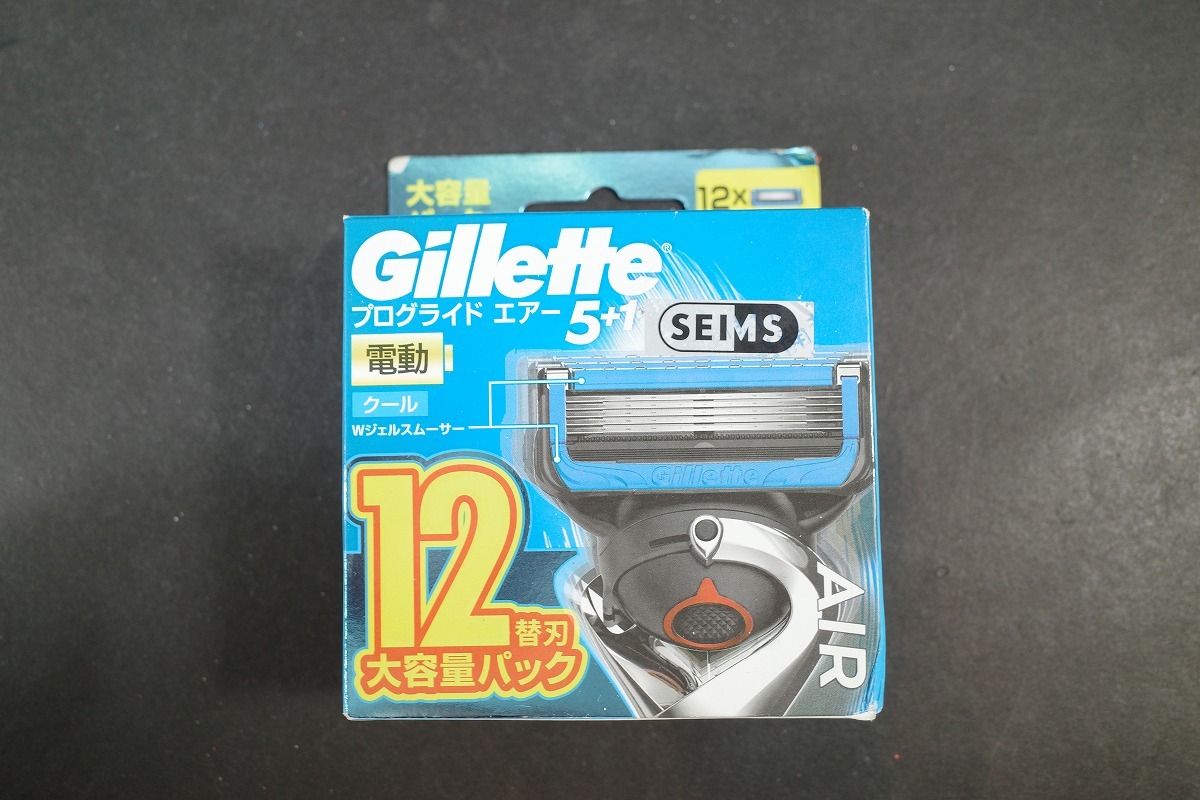 大容量
12X
Gillette®
プログライド エアー 5+1
SEIMS
電動
クール
Wジェルスムーサー
Gillette
12
替刃
大容量パック
AIR